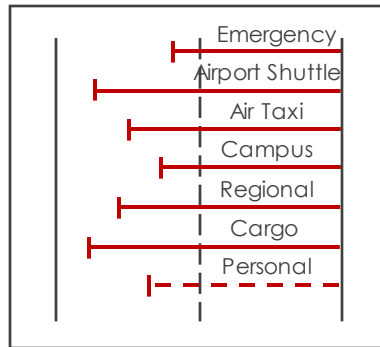 Emergency
Airport Shuttle
Air Taxi
Campus
Regional
Cargo
Personal